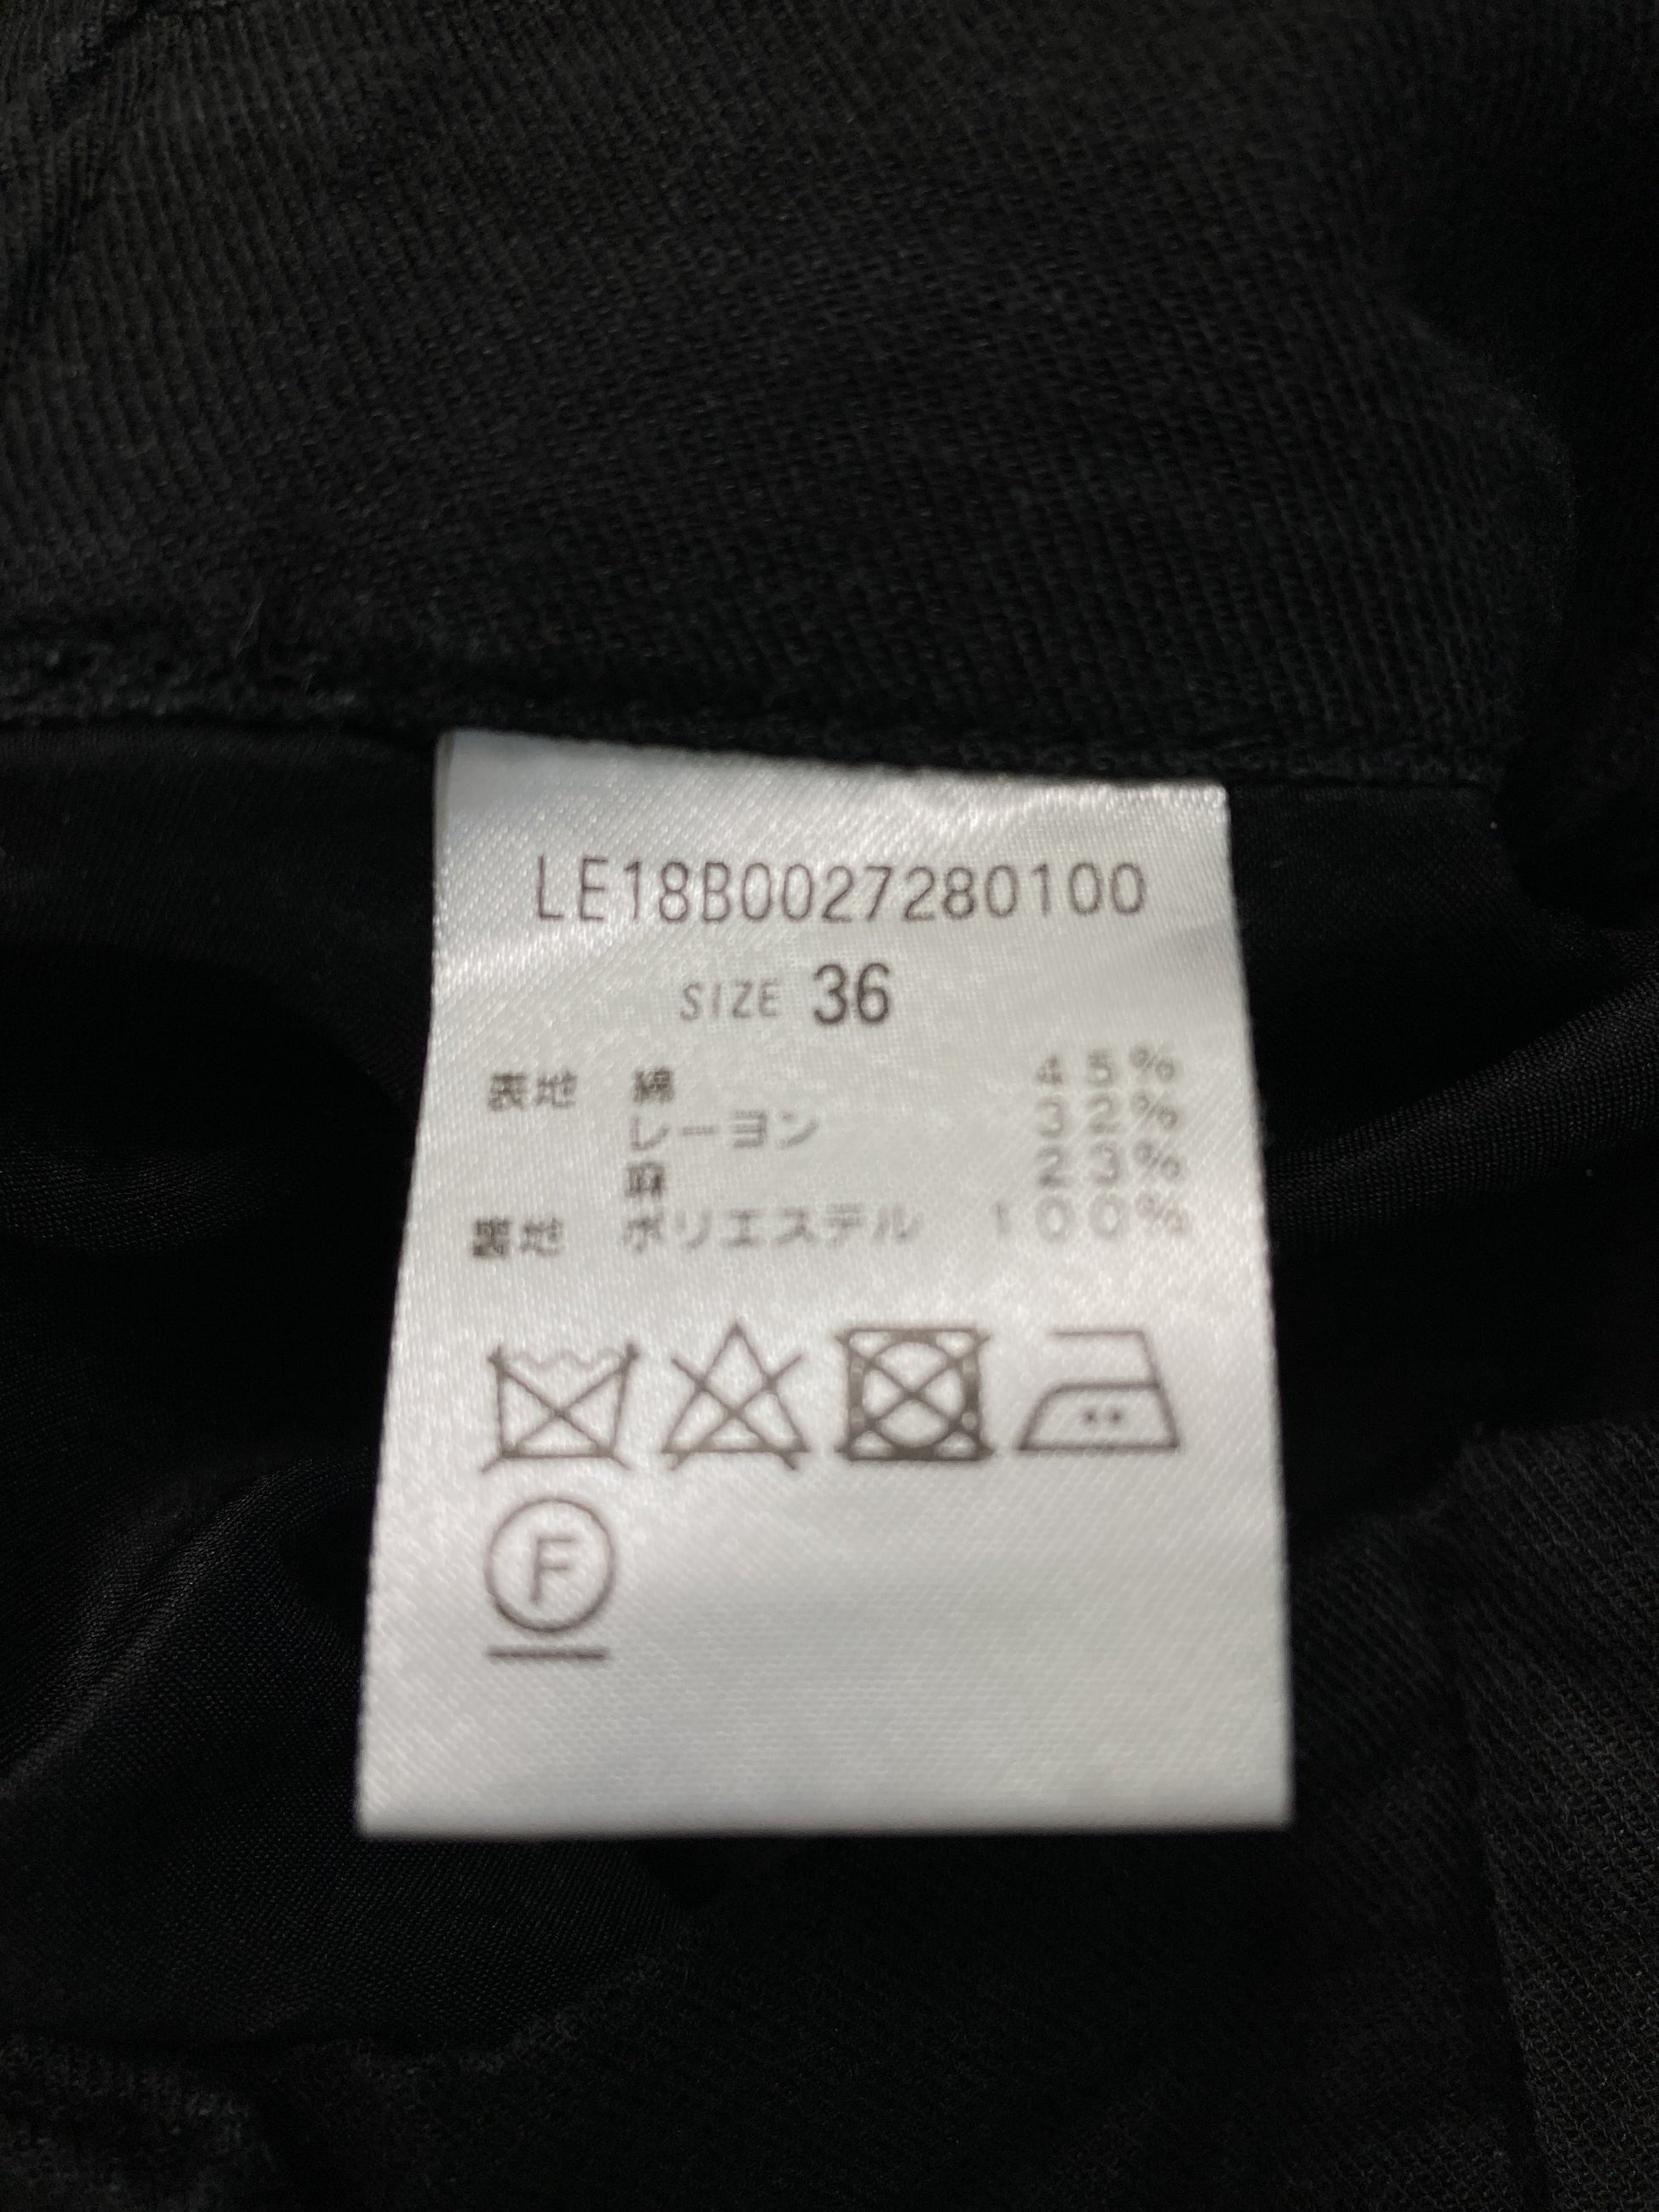 LE18B0027280100
SIZE 36
表地 綿 45%
レーヨン 32%
麻 23%
裏地 ポリエステル 100%
F